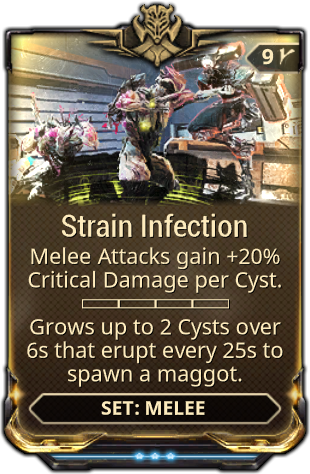 9
Strain Infection
Melee Attacks gain +20%
Critical Damage per Cyst.
Grows up to 2 Cysts over
6s that erupt every 25s to
spawn a maggot.
SET: MELEE